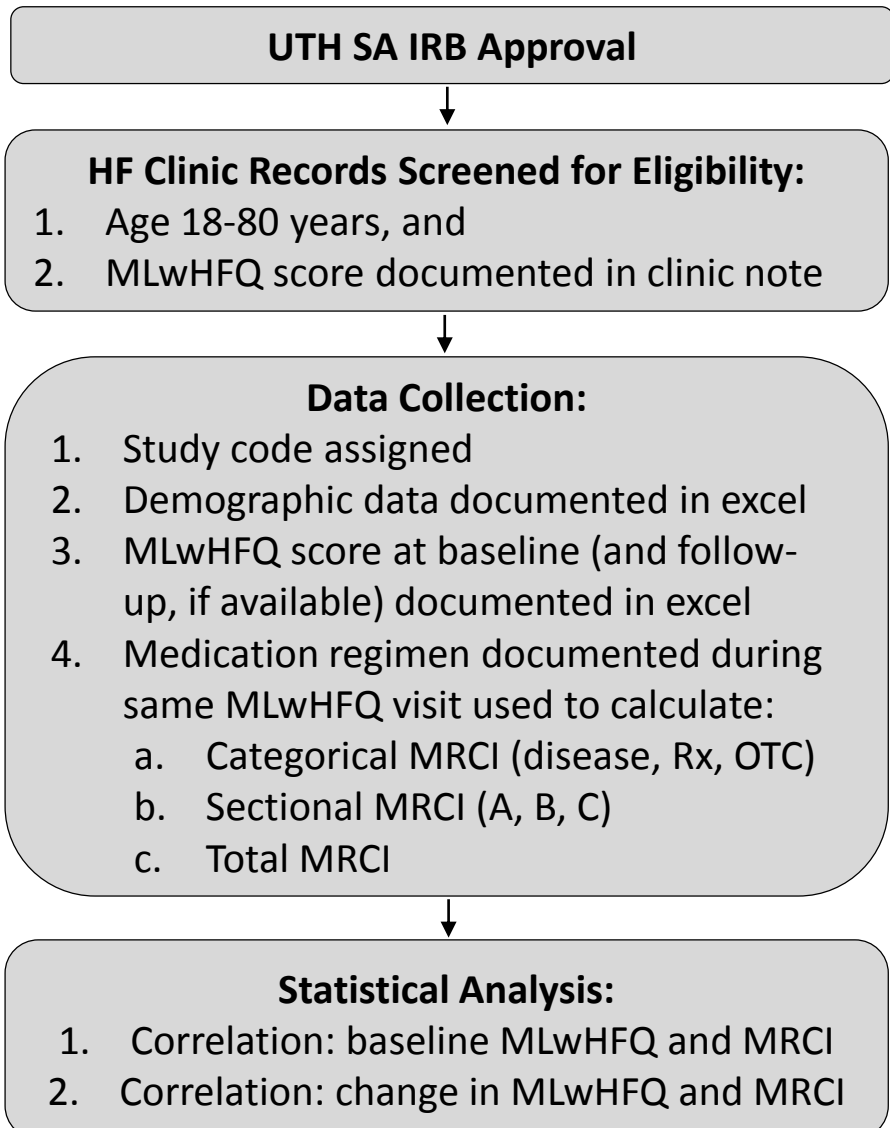 UTH SA IRB Approval
HF Clinic Records Screened for Eligibility:
1. Age 18-80 years, and
2. MLwHFQ score documented in clinic note
Data Collection:
1. Study code assigned
2. Demographic data documented in excel
3. MLwHFQ score at baseline (and follow-
up, if available) documented in excel
4. Medication regimen documented during
same MLwHFQ visit used to calculate:
a. Categorical MRCI (disease, Rx, OTC)
b. Sectional MRCI (A, B, C)
c. Total MRCI
Statistical Analysis:
1. Correlation: baseline MLwHFQ and MRCI
2. Correlation: change in MLwHFQ and MRCI